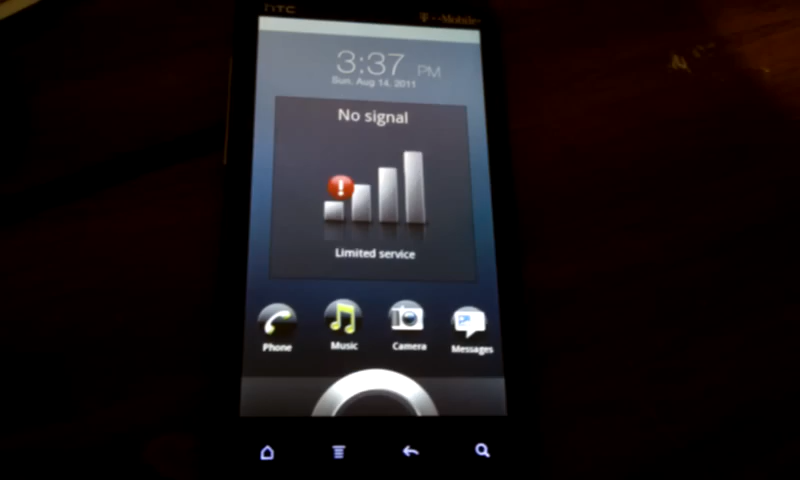 HTC
T··Mobile·
3:37 PM
Sun, Aug 14, 2011
No signal
!
Limited service
Phone Music Camera Messages